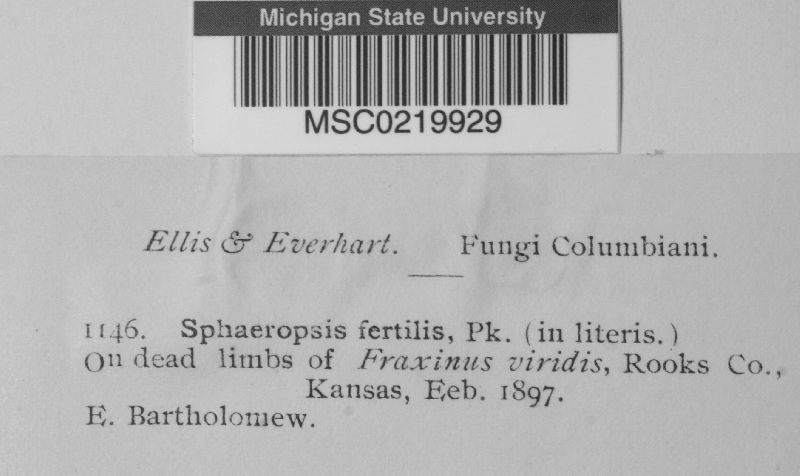 Michigan State University
MSC0219929
Ellis & Everhart. Fungi Columbiani.
1146. Sphaeropsis fertilis, Pk. (in literis.)
On dead limbs of Fraxinus viridis, Rooks Co.,
Kansas, Eeb. 1897.
E. Bartholomew.